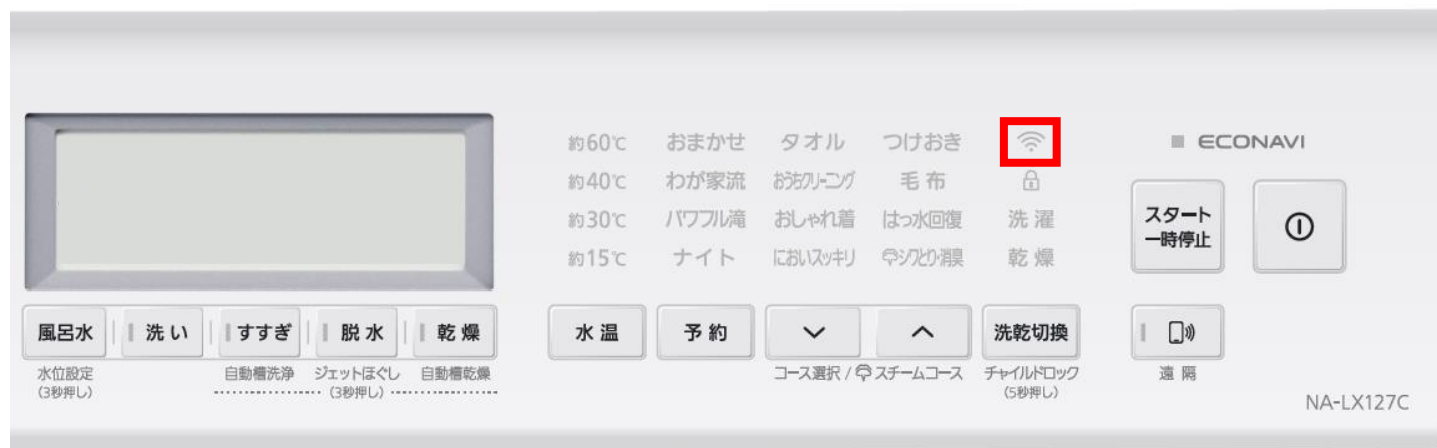 約60℃ おまかせ タオル つけおき
ECONAVI
約40℃ わが家流 おうちクリーニング 毛布
約30℃ パワフル滝 おしゃれ着 はっ水回復 洗濯
約15℃ ナイト においスッキリ シワとり・消臭 乾燥
スタート
一時停止
風呂水 洗い すすぎ 脱水 乾燥 水温 予約 洗乾切換
水位設定
(3秒押し)
自動槽洗浄 ジェットほぐし 自動槽乾燥
(3秒押し)
コース選択 / スチームコース
チャイルドロック
(5秒押し)
遠隔
NA-LX127C